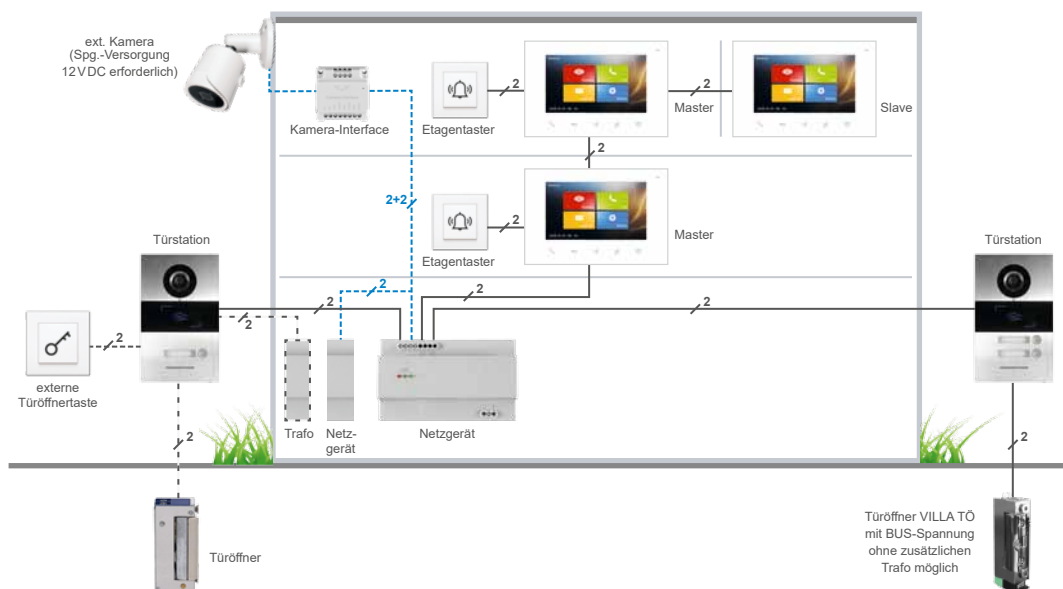 ext. Kamera
(Spg.-Versorgung
12 V DC erforderlich)
Kamera-Interface
Etagentaster
2
Master
2
Slave
2
2+2
Etagentaster
2
Master
Türstation
Türstation
2
2
2
2
2
2
externe
Türöffnertaste
Trafo
Netz-
gerät
Netzgerät
2
2
Türöffner
Türöffner VILLA TÖ
mit BUS-Spannung
ohne zusätzlichen
Trafo möglich